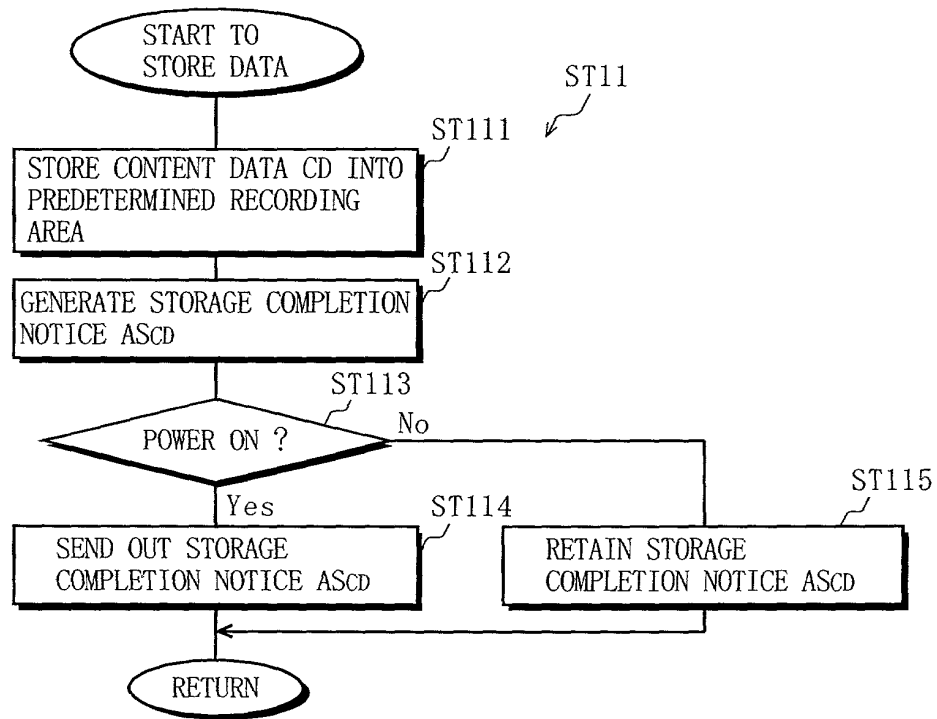 START TO
STORE DATA
ST11
ST111
STORE CONTENT DATA CD INTO
PREDETERMINED RECORDING
AREA
ST112
GENERATE STORAGE COMPLETION
NOTICE ASCD
ST113
POWER ON ?
No
Yes
ST114
SEND OUT STORAGE
COMPLETION NOTICE ASCD
ST115
RETAIN STORAGE
COMPLETION NOTICE ASCD
RETURN